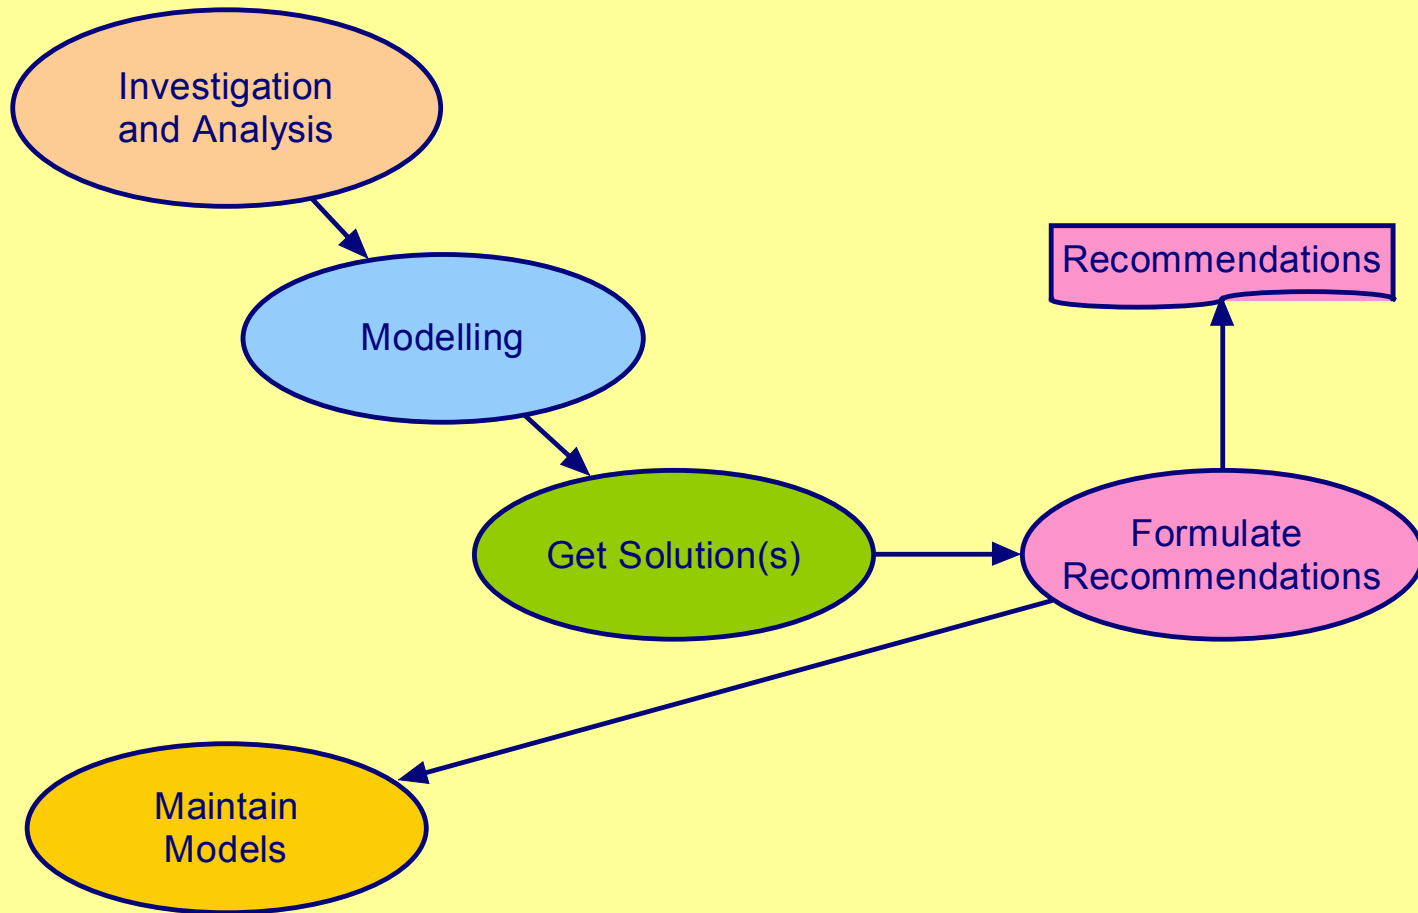 Investigation
and Analysis
Modelling
Get Solution(s)
Recommendations
Formulate
Recommendations
Maintain
Models